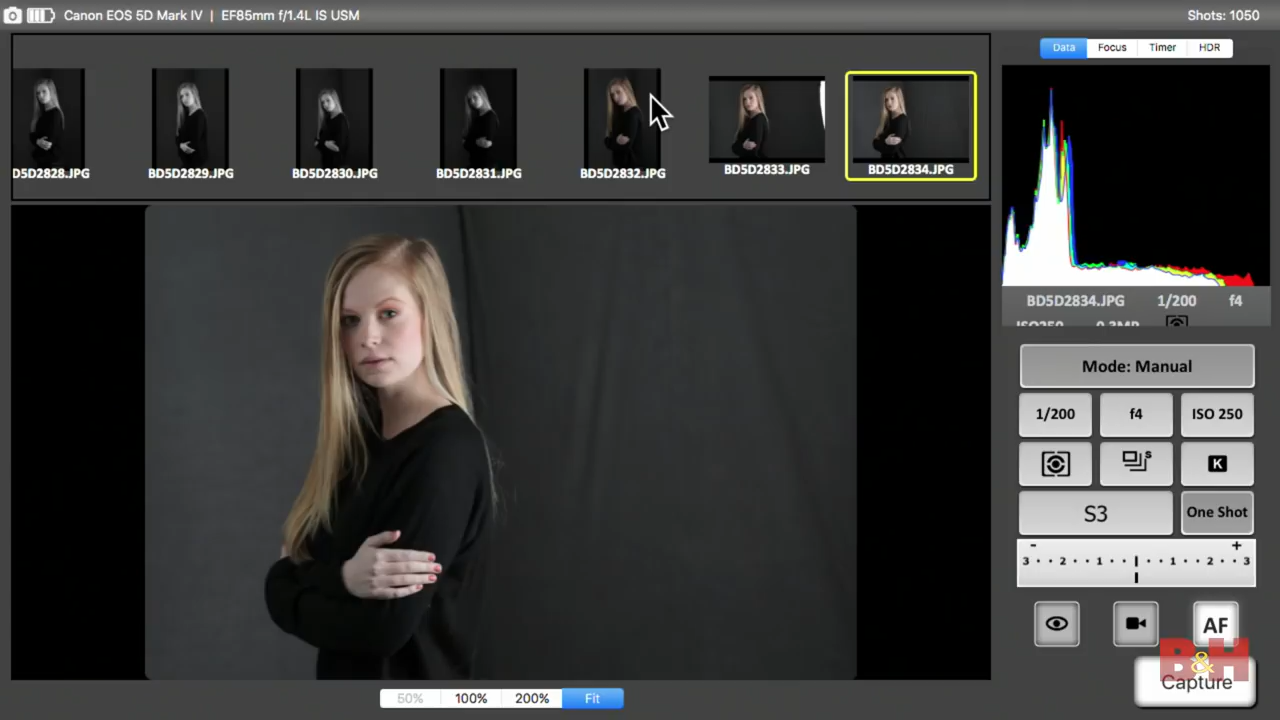 Canon EOS 5D Mark IV | EF85mm f/1.4L IS USM
Shots: 1050
Data Focus Timer HDR
D5D2828.JPG BD5D2829.JPG BD5D2830.JPG BD5D2831.JPG BD5D2832.JPG BD5D2833.JPG BD5D2834.JPG
BD5D2834.JPG 1/200 f4
ISO250 0.3MP
Mode: Manual
1/200 f4 ISO 250
S K
S3 One Shot
- +
3 2 1 1 2 3
AF
B&H
Capture
50% 100% 200% Fit